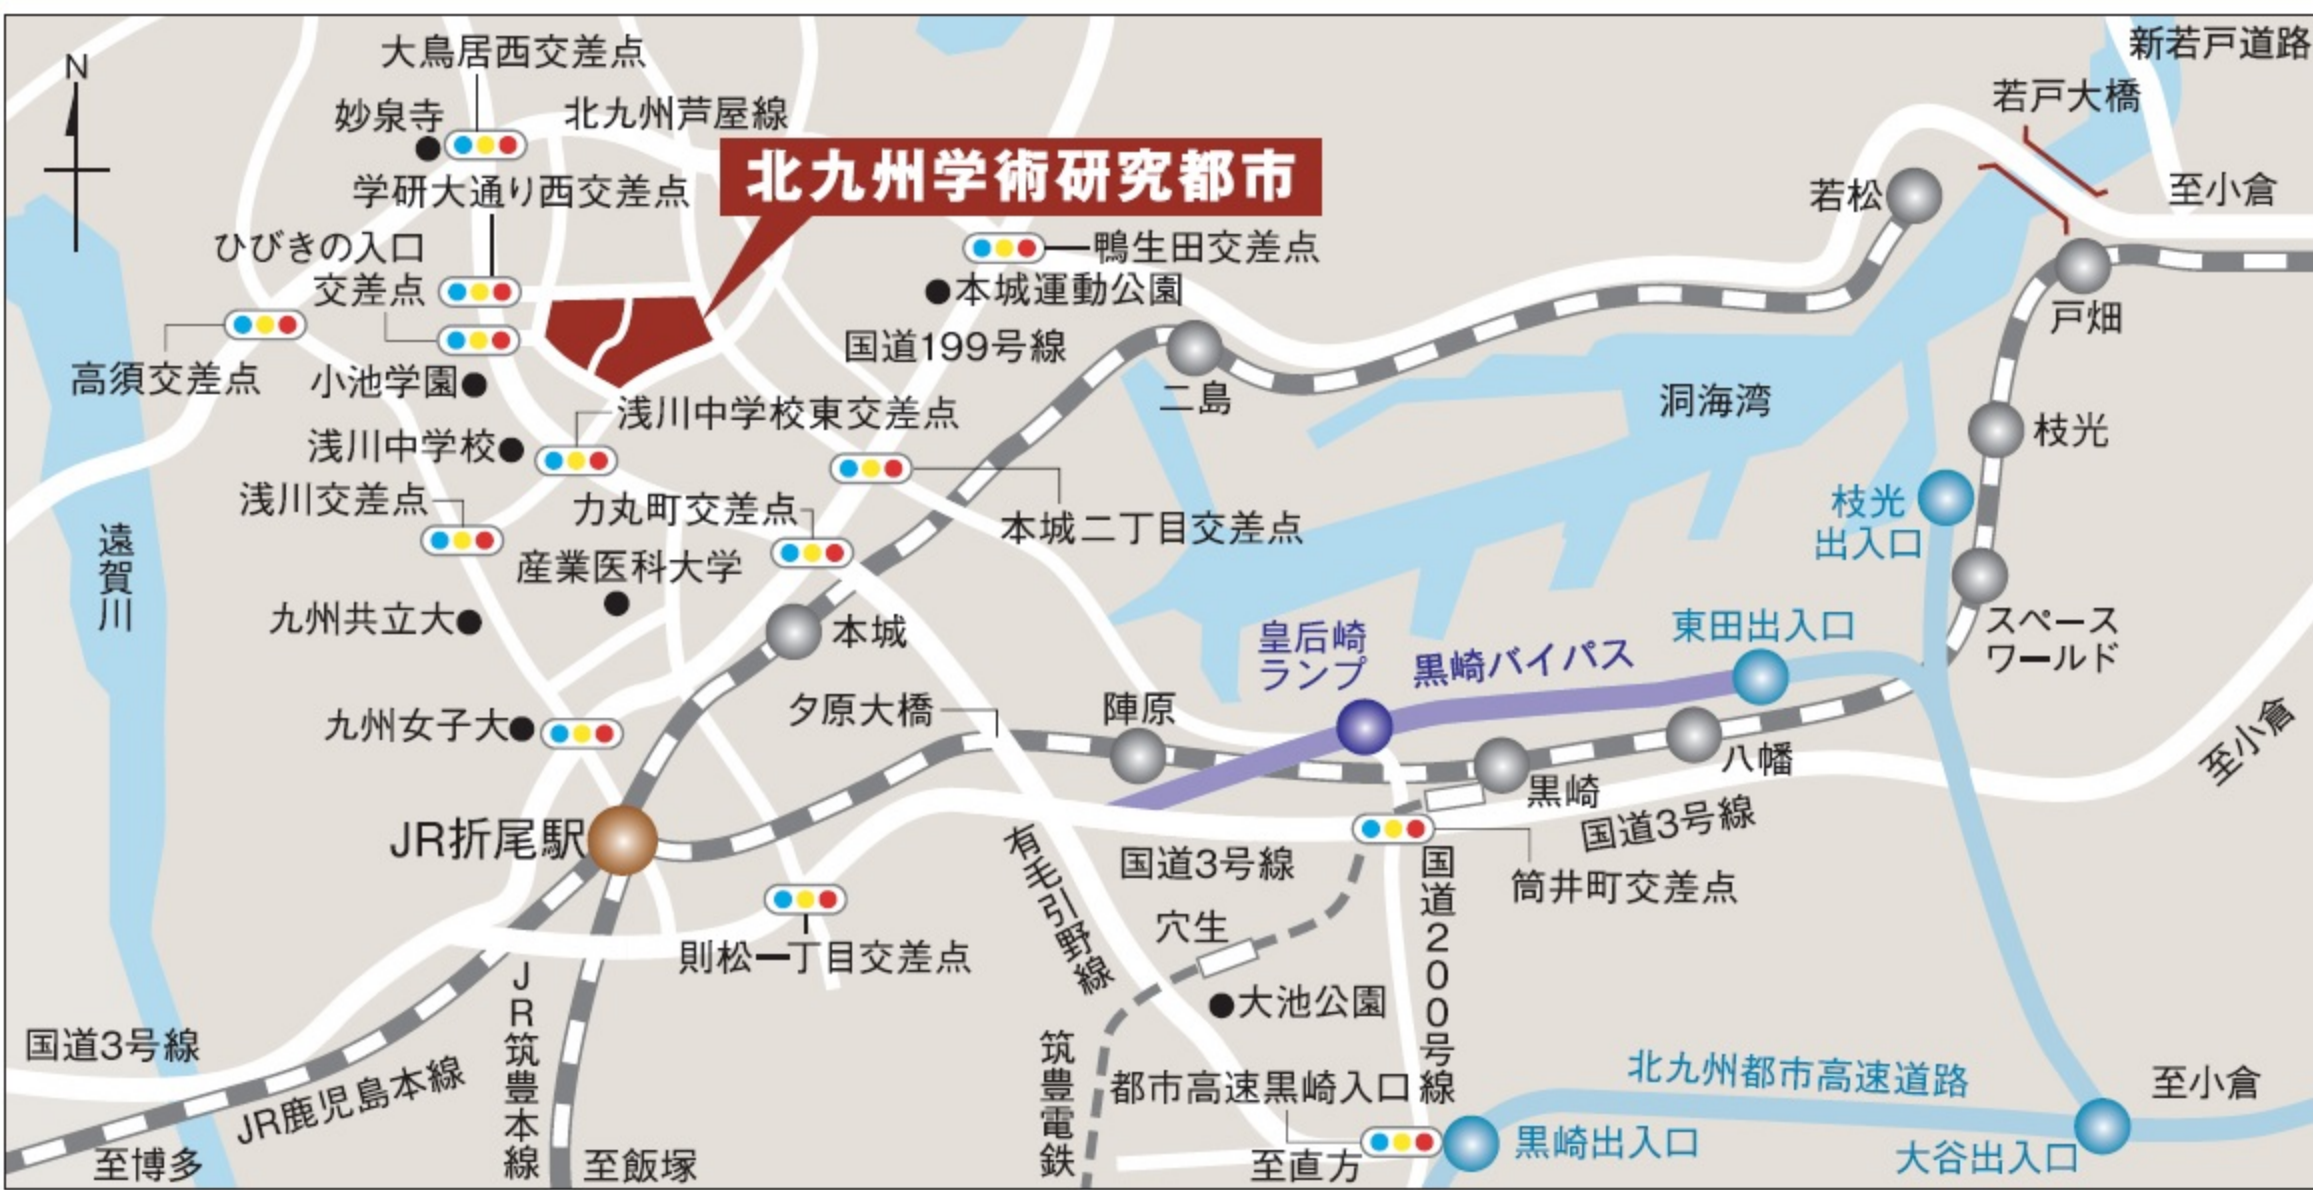 N
大鳥居西交差点
新若戸道路
妙泉寺
北九州芦屋線
若戸大橋
北九州学術研究都市
学研大通り西交差点
若松
至小倉
ひびきの入口
交差点
鴨生田交差点
本城運動公園
戸畑
国道199号線
高須交差点
小池学園
二島
洞海湾
浅川中学校東交差点
浅川中学校
枝光
浅川交差点
力丸町交差点
本城二丁目交差点
枝光
出入口
遠賀川
産業医科大学
九州共立大
本城
皇后崎
ランプ
黒崎バイパス
東田出入口
スペース
ワールド
九州女子大
夕原大橋
陣原
八幡
至小倉
黒崎
JR折尾駅
国道3号線
有毛引野線
国道3号線
国道200号線
筒井町交差点
穴生
則松一丁目交差点
大池公園
JR筑豊本線
国道3号線
JR鹿児島本線
筑豊電鉄
都市高速黒崎入口
北九州都市高速道路
至小倉
至博多
至飯塚
至直方
黒崎出入口
大谷出入口